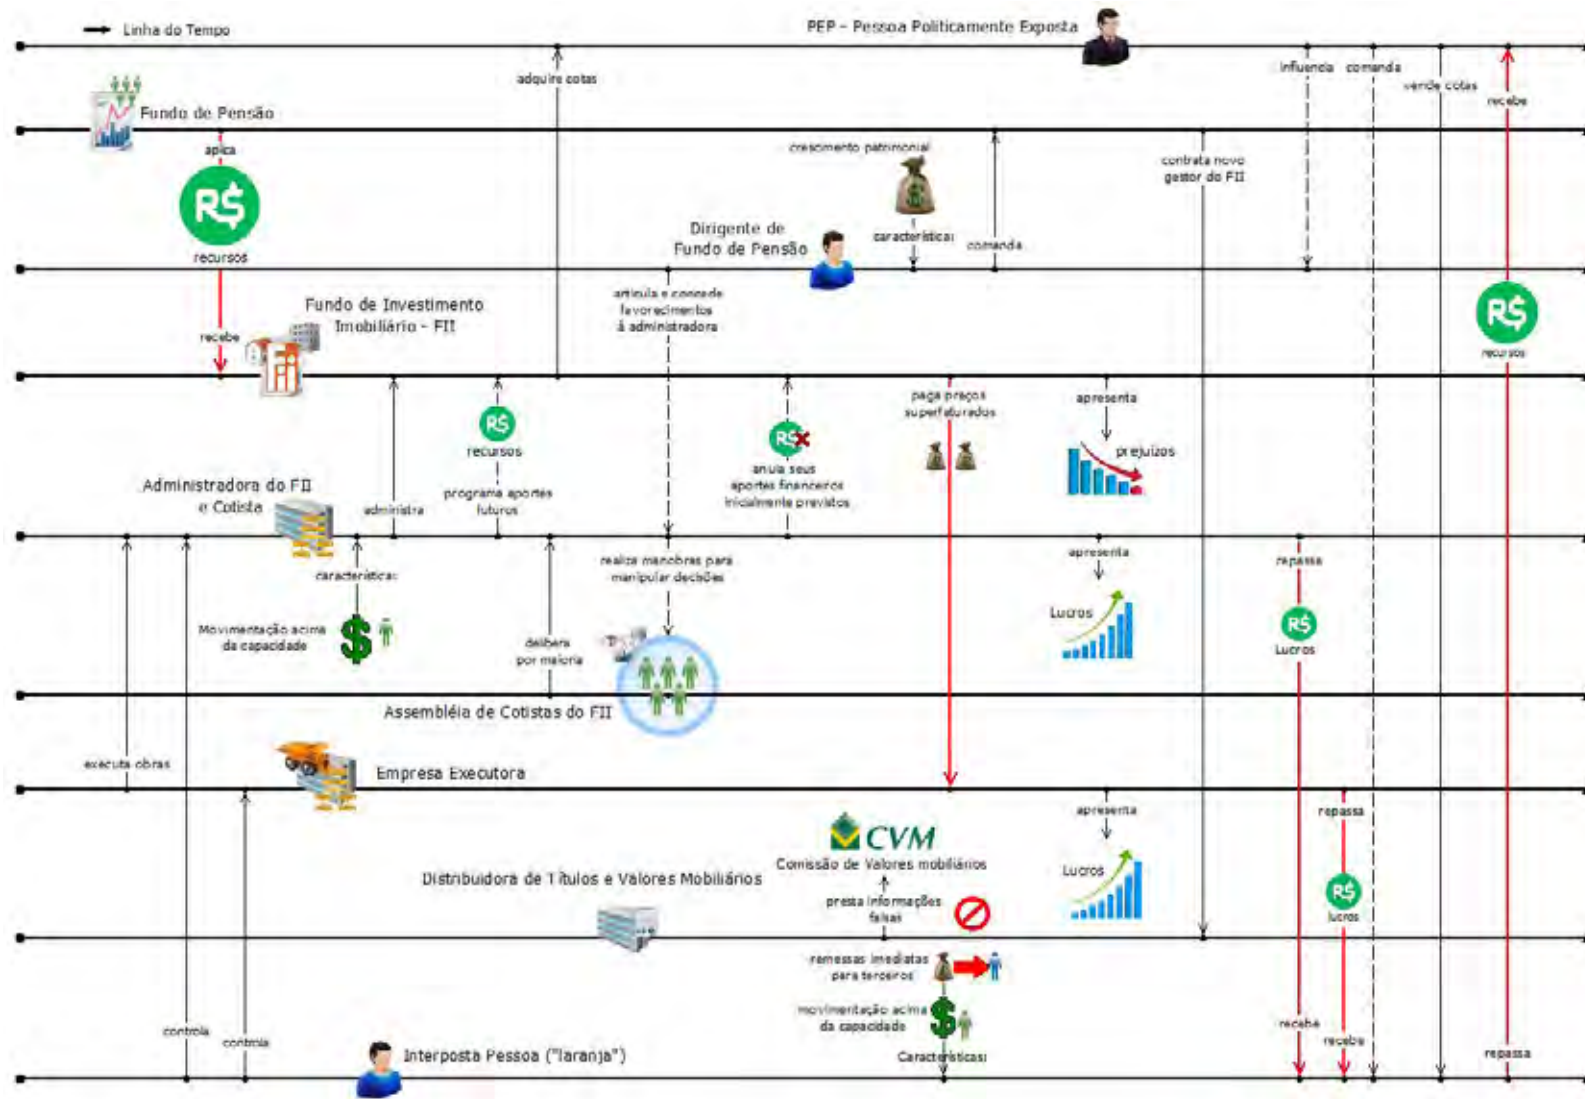 Linha do Tempo
PEP - Pessoa Politicamente Exposta
adquire cotas
influencia
comanda
vende cotas
recebe
Fundo de Pensão
aplica
R$
recursos
recebe
crescimento patrimonial
característica:
comanda
contrata novo
gestor do FII
Dirigente de
Fundo de Pensão
articula e concede
favorecimentos
à administradora
Fundo de Investimento
Imobiliário - FII
R$
recursos
R$
recursos
programa aportes
futuros
administra
R$
anula seus
aportes financeiros
inicialmente previstos
paga preços
superfaturados
apresenta
prejuízos
Administradora do FII
e Cotista
característica:
Movimentação acima
da capacidade
delibera
por maioria
realiza manobras para
manipular decisões
apresenta
Lucros
repassa
R$
Lucros
Assembléia de Cotistas do FII
executa obras
Empresa Executora
apresenta
Lucros
repassa
R$
lucros
CVM
Comissão de Valores mobiliários
presta informações
falsas
Distribuidora de Títulos e Valores Mobiliários
remessas imediatas
para terceiros
movimentação acima
da capacidade
Características:
controla
controla
recebe
recebe
repassa
Interposta Pessoa ("laranja")